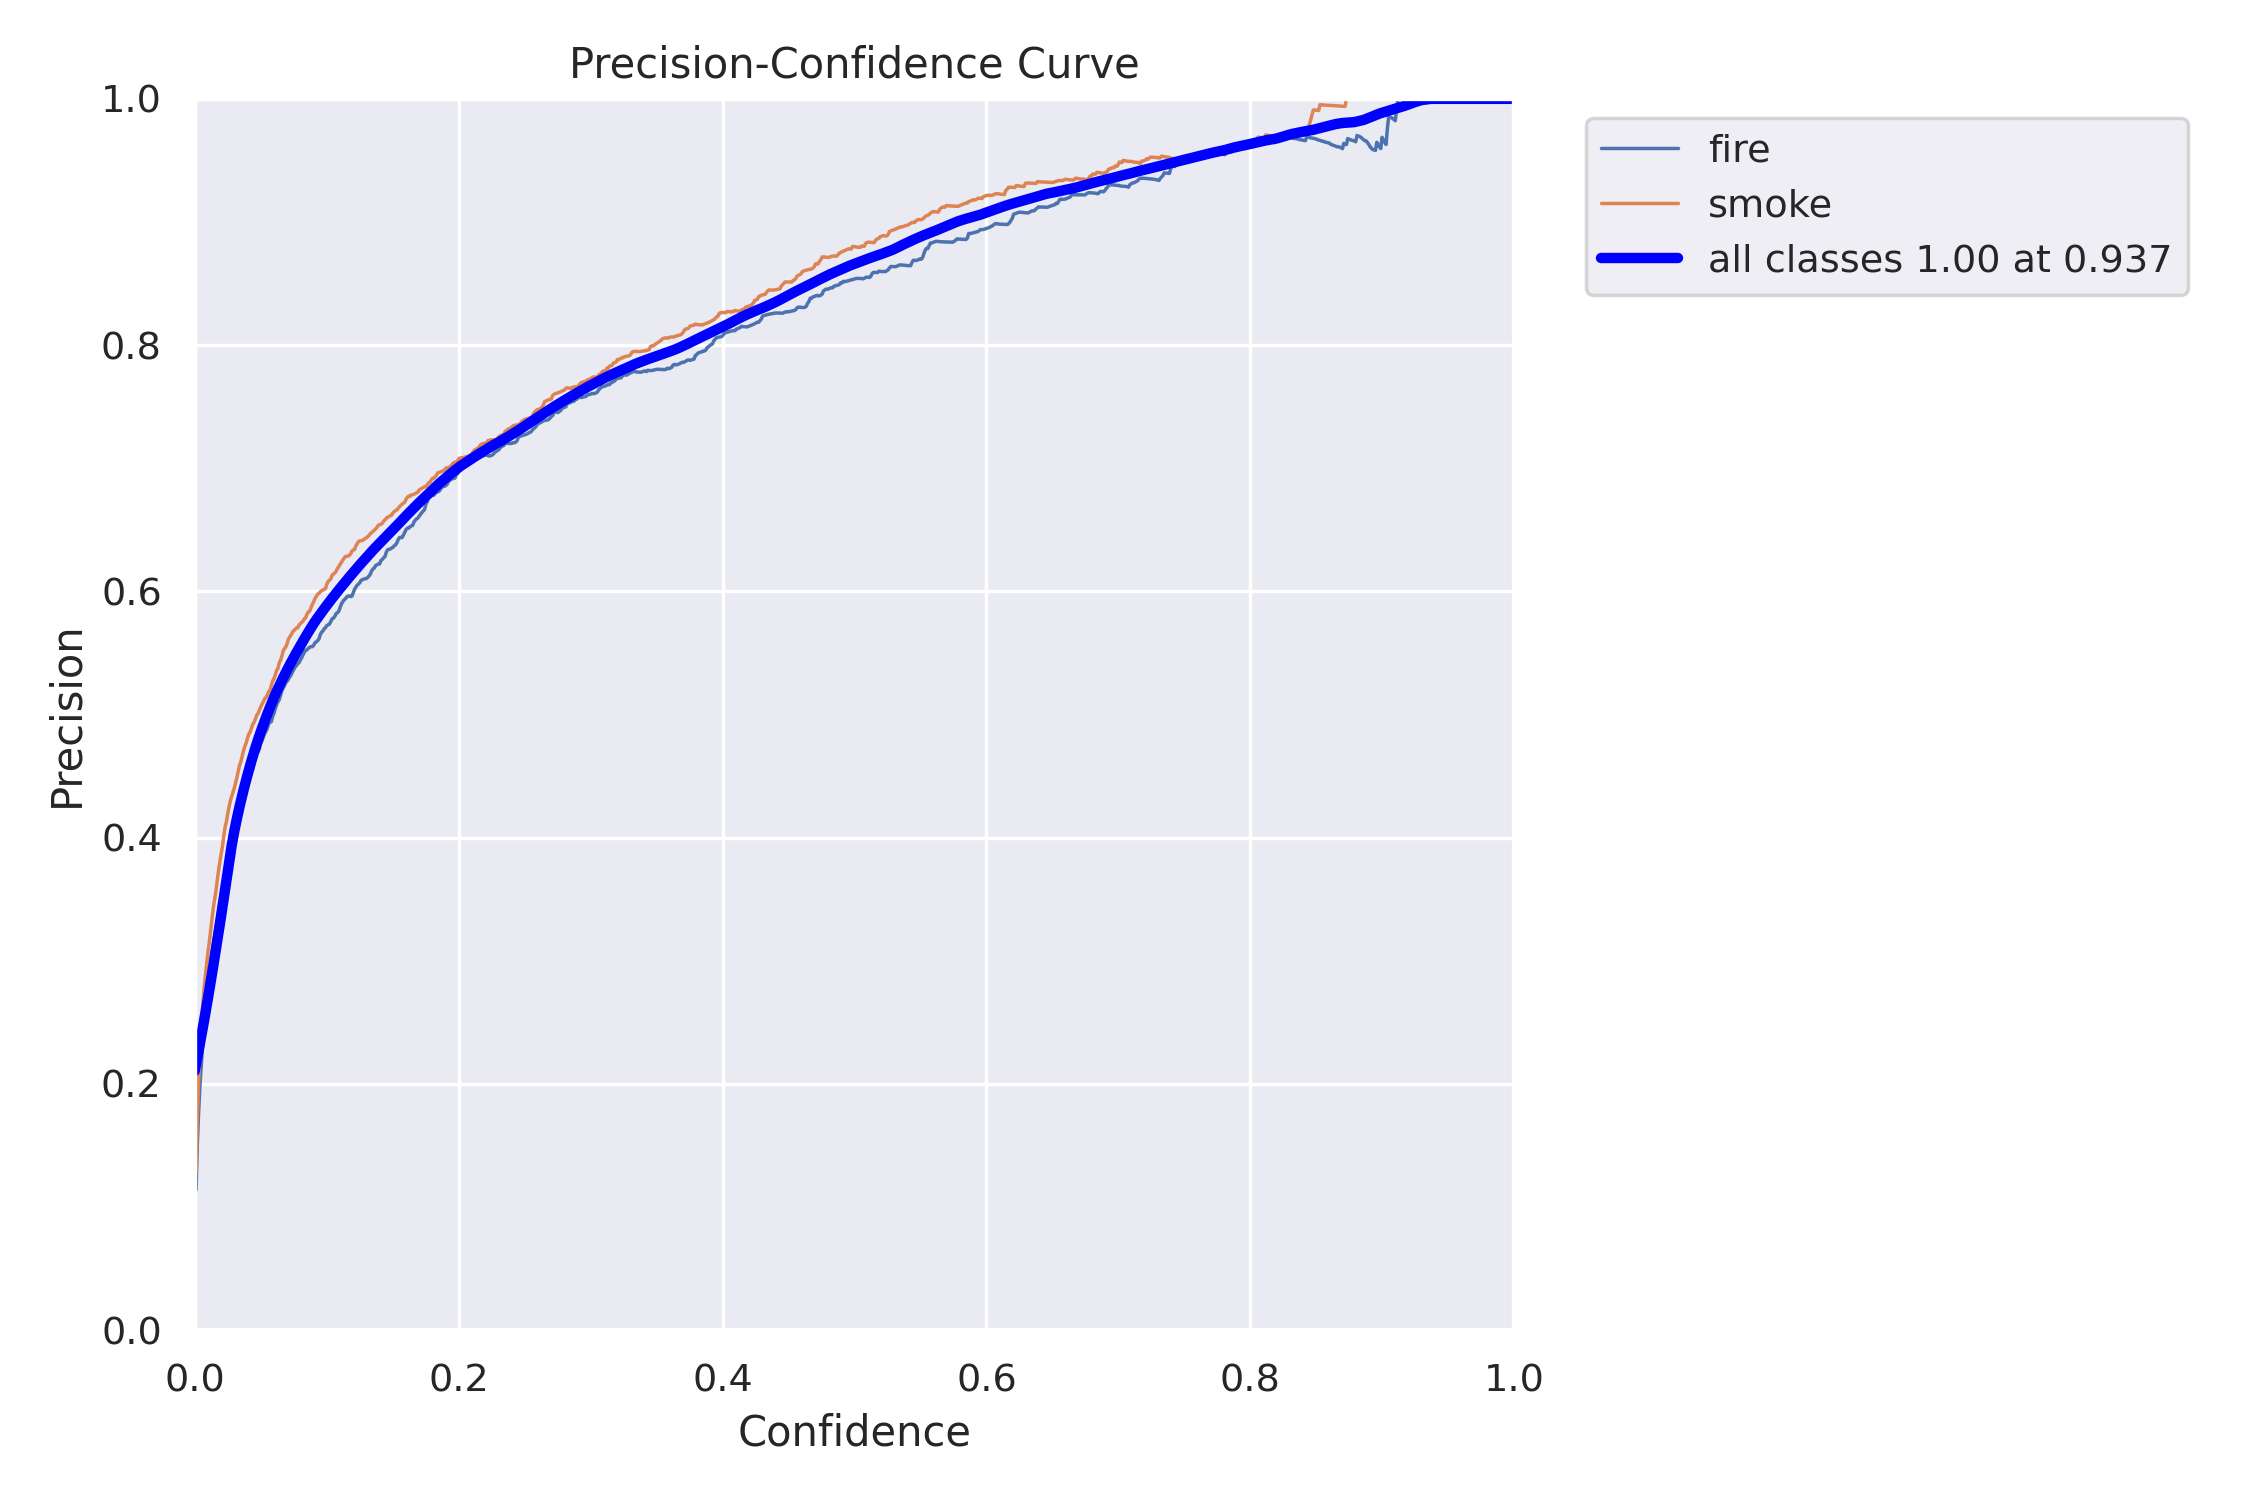 Precision-Confidence Curve
1.0
0.8
0.6
0.4
0.2
0.0
Precision
0.0 0.2 0.4 0.6 0.8 1.0
Confidence
fire
smoke
all classes 1.00 at 0.937